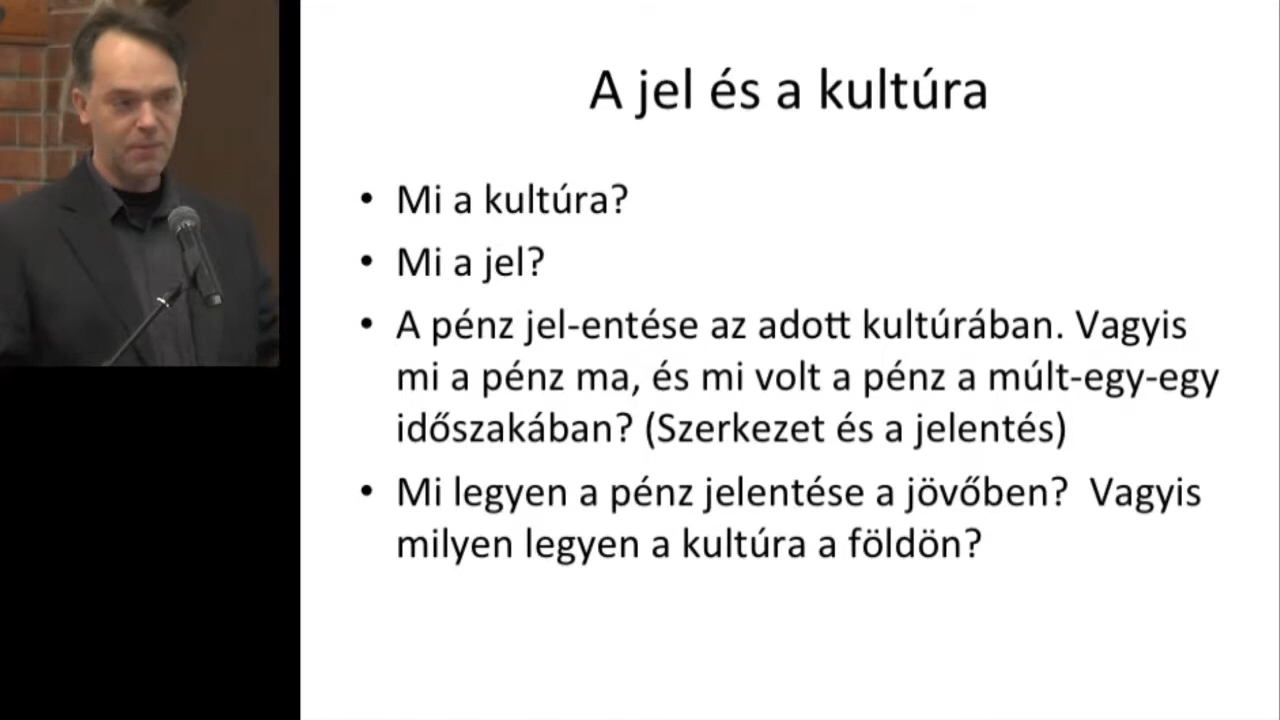 A jel és a kultúra
• Mi a kultúra?
• Mi a jel?
• A pénz jel-entése az adott kultúrában. Vagyis
mi a pénz ma, és mi volt a pénz a múlt-egy-egy
időszakában? (Szerkezet és a jelentés)
• Mi legyen a pénz jelentése a jövőben? Vagyis
milyen legyen a kultúra a földön?